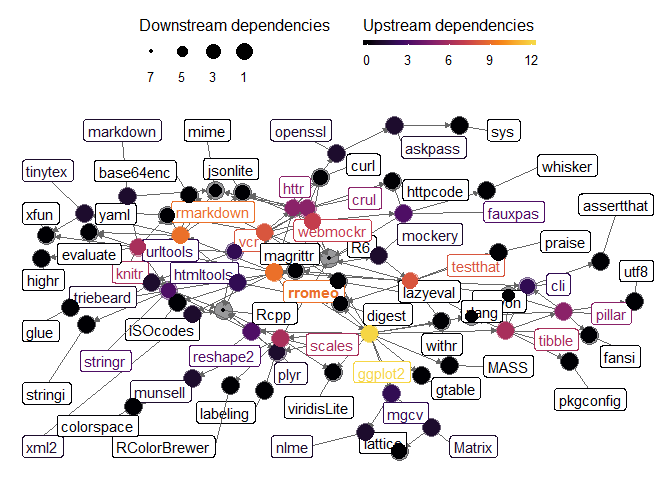 Downstream dependencies
Upstream dependencies
7 5 3 1
0 3 6 9 12
markdown
mime
openssl
sys
tinytex
base64enc
jsonlite
askpass
curl
whisker
xfun
yaml
rmarkdown
httr
crul
httpcode
fauxpas
assertthat
evaluate
urltools
vcr
webmockr
R6
mockery
praise
highr
knitr
htmltools
magrittr
testthat
utf8
triebeard
rromeo
lazyeval
cli
glue
ISOcodes
Rcpp
digest
pillar
stringr
reshape2
scales
withr
tibble
fansi
stringi
munsell
plyr
ggplot2
gtable
MASS
pkgconfig
colorspace
labeling
viridisLite
mgcv
xml2
RColorBrewer
nlme
lattice
Matrix